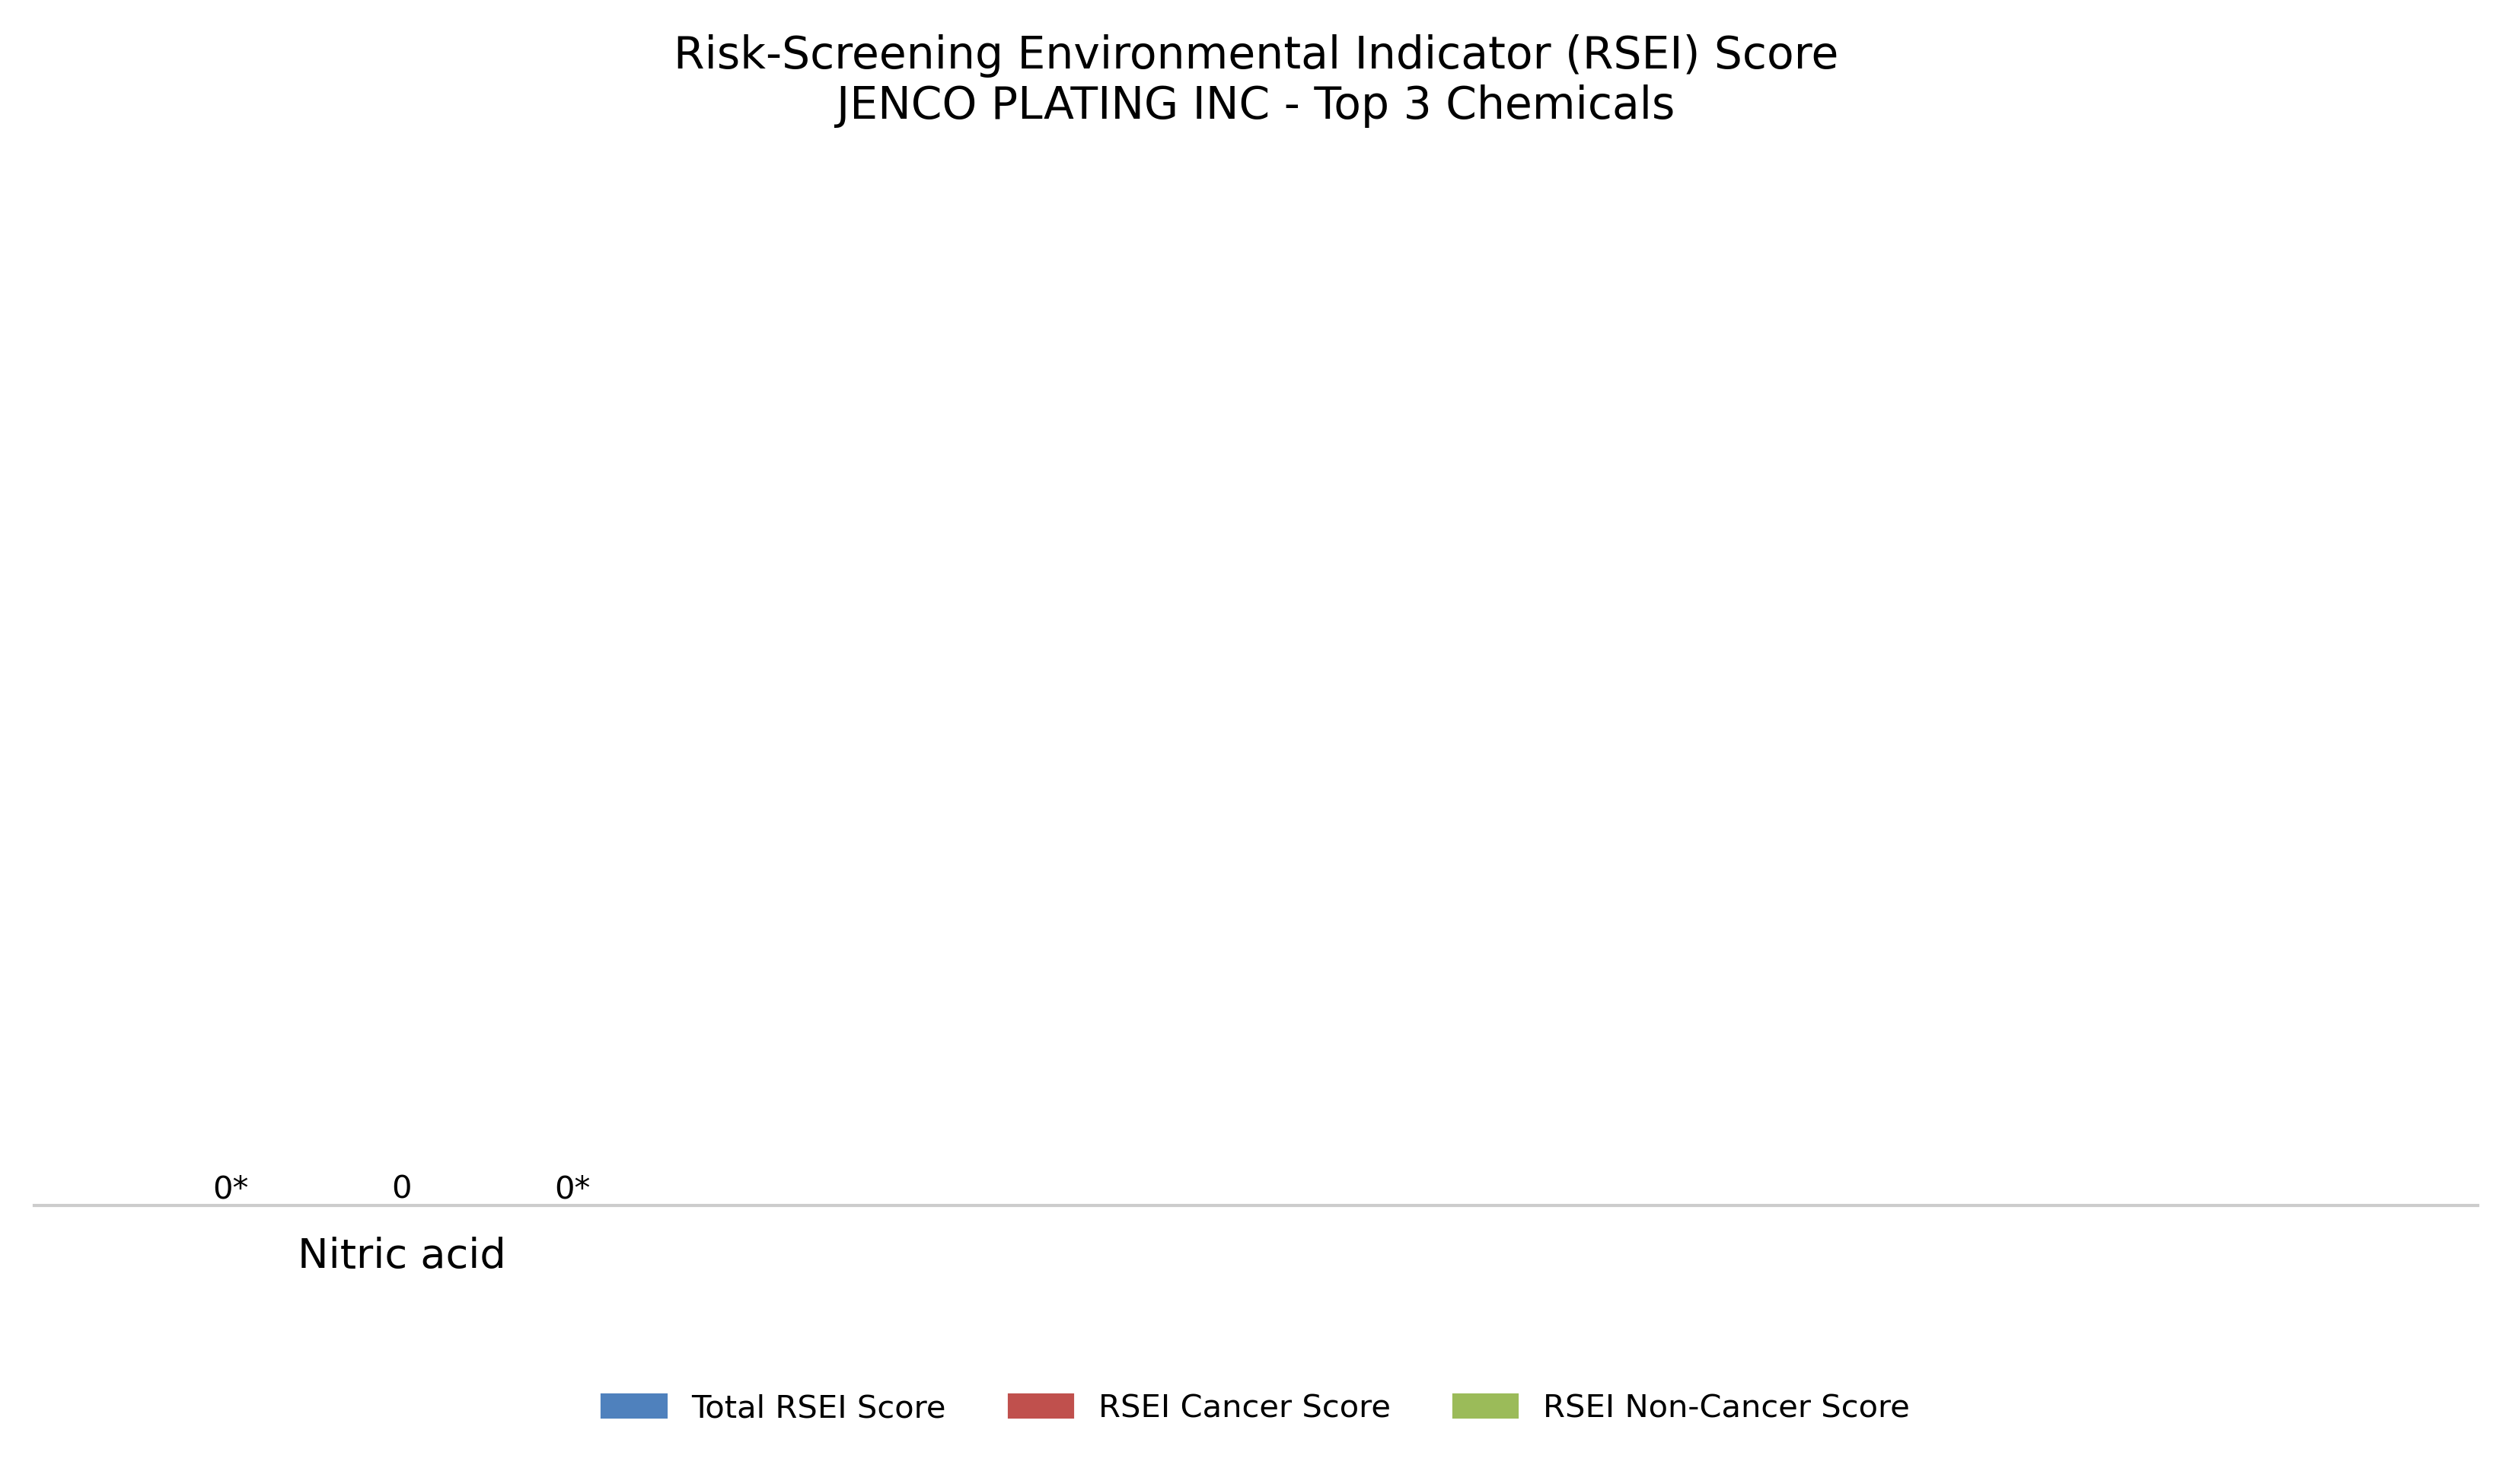 Risk-Screening Environmental Indicator (RSEI) Score
JENCO PLATING INC - Top 3 Chemicals
0* 0 0*
Nitric acid
Total RSEI Score RSEI Cancer Score RSEI Non-Cancer Score